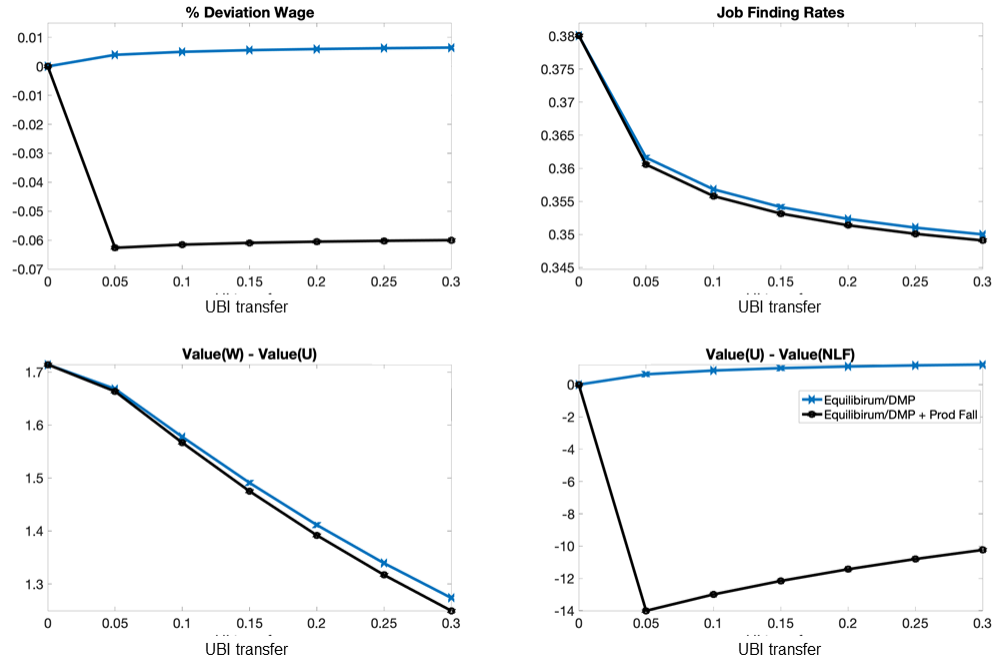 % Deviation Wage
0.01
0
-0.01
-0.02
-0.03
-0.04
-0.05
-0.06
-0.07
0 0.05 0.1 0.15 0.2 0.25 0.3
UBI transfer
Job Finding Rates
0.38
0.375
0.37
0.365
0.36
0.355
0.35
0.345
0 0.05 0.1 0.15 0.2 0.25 0.3
UBI transfer
Value(W) - Value(U)
1.7
1.6
1.5
1.4
1.3
0 0.05 0.1 0.15 0.2 0.25 0.3
UBI transfer
Value(U) - Value(NLF)
0
-2
-4
-6
-8
-10
-12
-14
Equilibirum/DMP
Equilibirum/DMP + Prod Fall
0 0.05 0.1 0.15 0.2 0.25 0.3
UBI transfer